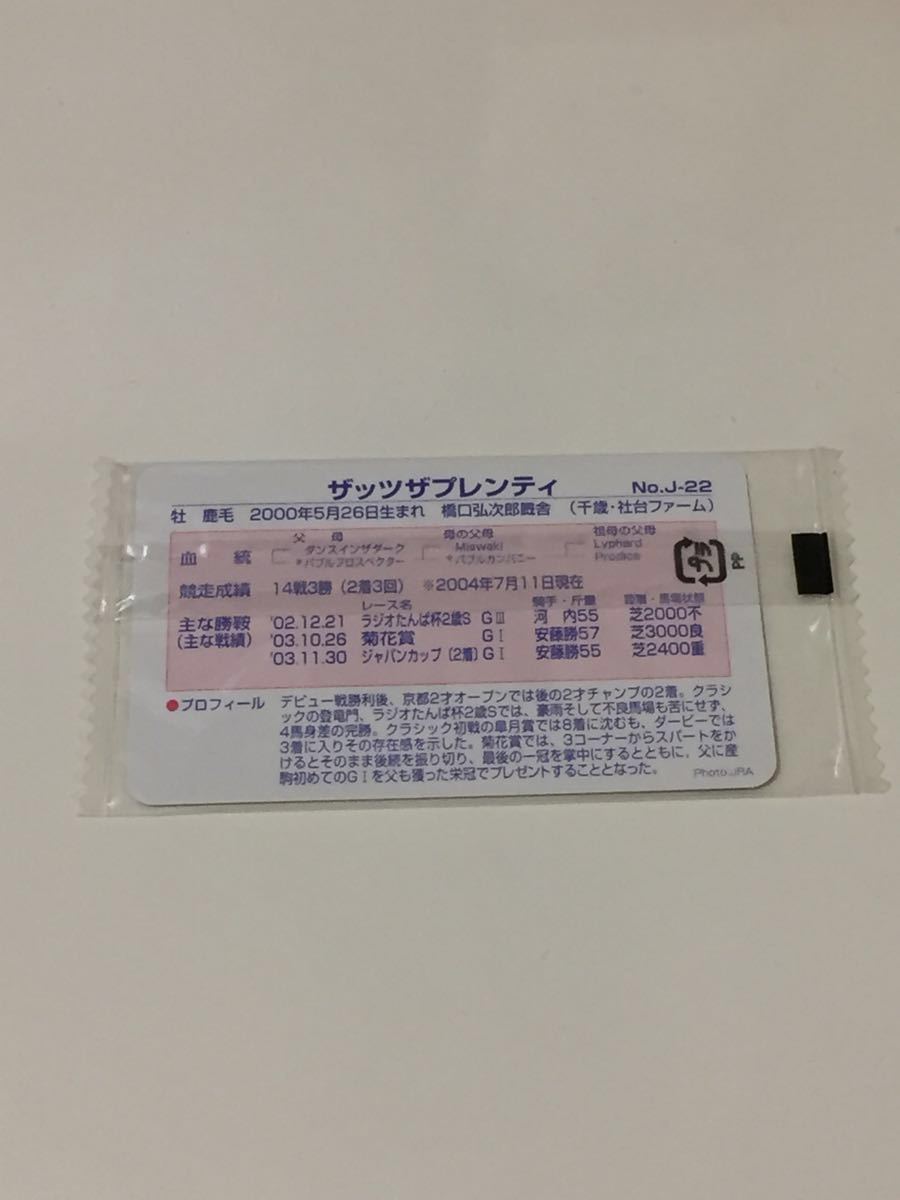 ザッツザプレンティ No.J-22
牡 鹿毛 2000年5月26日生まれ 橋口弘次郎厩舎 (千歳・社台ファーム)
父 母 母の父母 祖母の父母
血統 ダンスインザダーク Miswaki Lyphard
*バブルプロスペクター *バブルカンパニー Prodice
プラ
PP
競走成績 14戦3勝(2着3回) ※2004年7月11日現在
レース名 騎手・斤量 距離・馬場状態
主な勝鞍 '02.12.21 ラジオたんぱ杯2歳S GⅢ 河 内55 芝2000不
(主な戦績) '03.10.26 菊花賞 GⅠ 安藤勝57 芝3000良
'03.11.30 ジャパンカップ(2着)GⅠ 安藤勝55 芝2400重
●プロフィール デビュー戦勝利後、京都2才オープンでは後の2才チャンプの2着。クラシ
ックの登竜門、ラジオたんぱ杯2歳Sでは、豪雨そして不良馬場も苦にせず、
4馬身差の完勝。クラシック初戦の皐月賞では8着に沈むも、ダービーでは
3着に入りその存在感を示した。菊花賞では、3コーナーからスパートをか
けるとそのまま後続を振り切り、最後の一冠を掌中にするとともに、父に産
駒初めてのGⅠを父も獲った栄冠でプレゼントすることとなった。
Photo.JRA